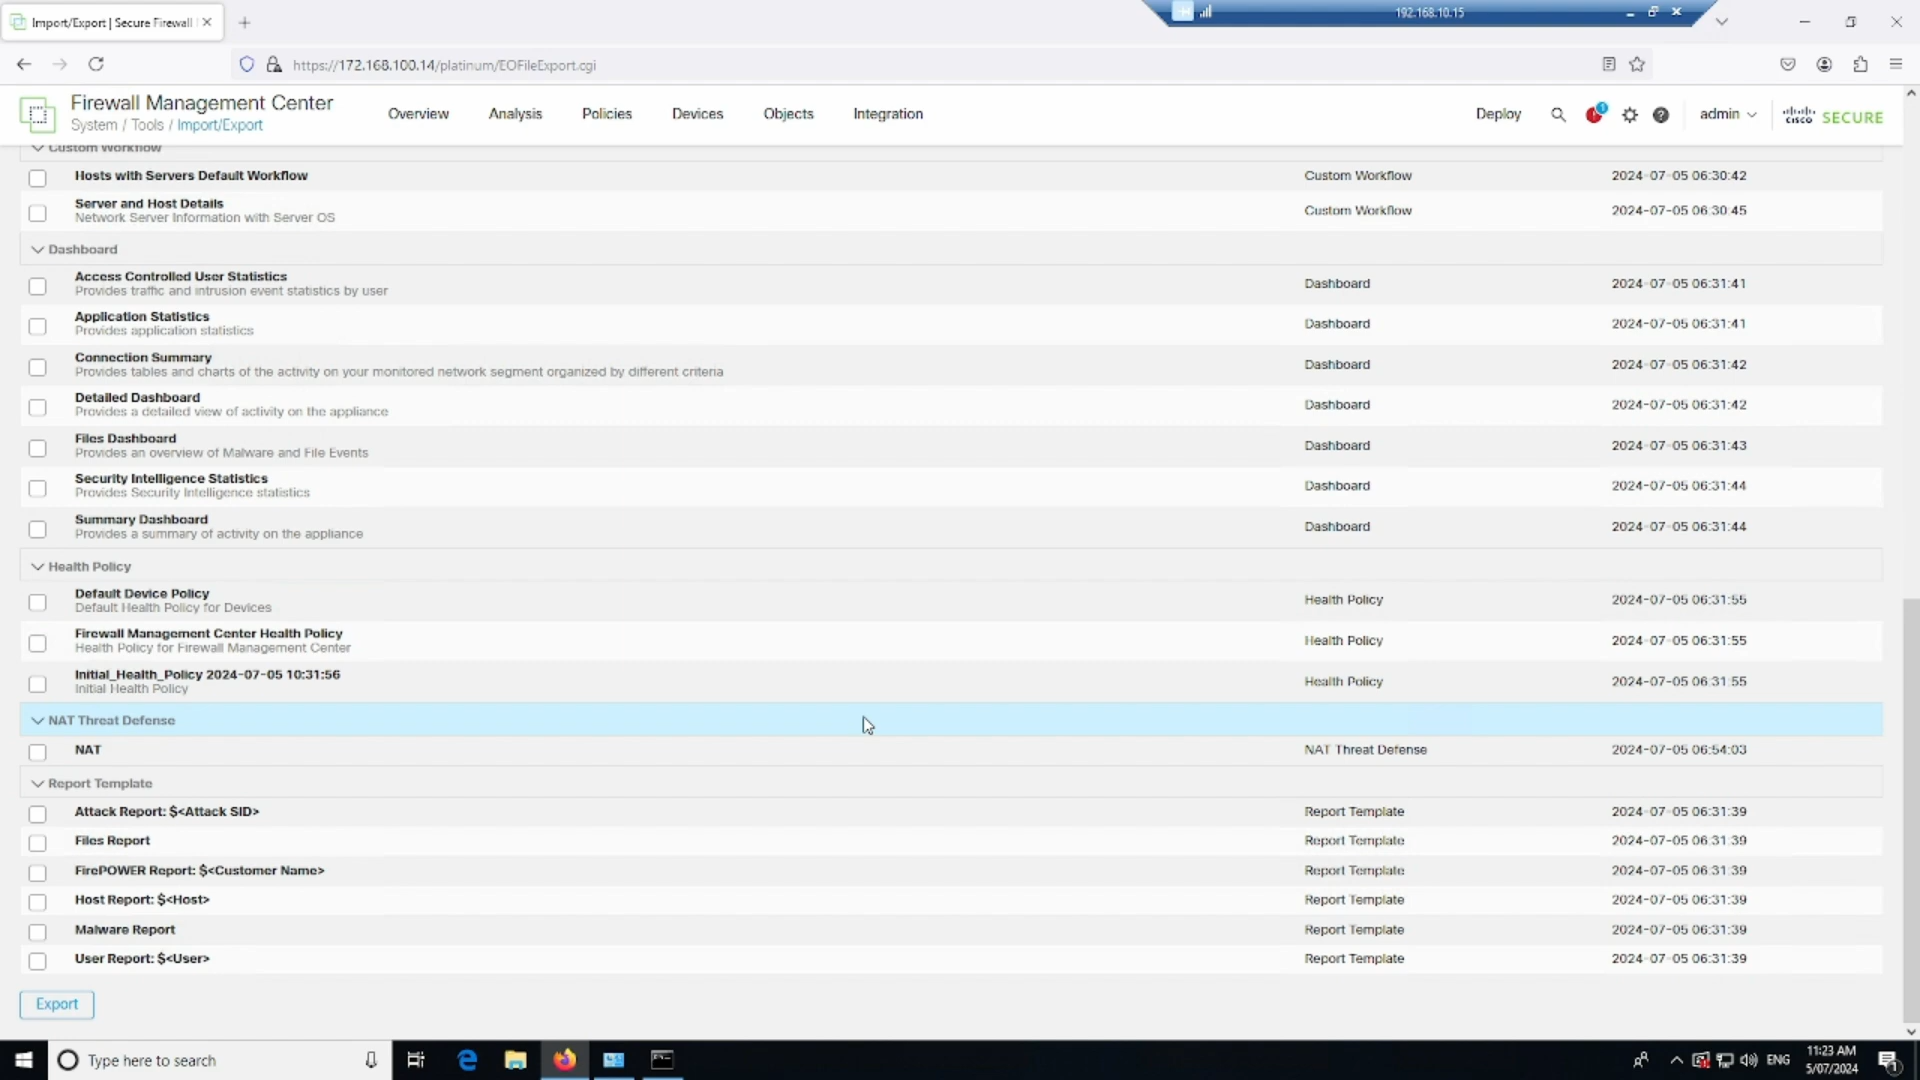 Import/Export | Secure Firewall
192.168.10.15
https://172.168.100.14/platinum/EOFileExport.cgi
Firewall Management Center
System / Tools / Import/Export
Overview
Analysis
Policies
Devices
Objects
Integration
Deploy
1
admin
cisco SECURE
Custom Workflow
Hosts with Servers Default Workflow
Custom Workflow
2024-07-05 06:30:42
Server and Host Details
Network Server Information with Server OS
Custom Workflow
2024-07-05 06:30:45
Dashboard
Access Controlled User Statistics
Provides traffic and intrusion event statistics by user
Dashboard
2024-07-05 06:31:41
Application Statistics
Provides application statistics
Dashboard
2024-07-05 06:31:41
Connection Summary
Provides tables and charts of the activity on your monitored network segment organized by different criteria
Dashboard
2024-07-05 06:31:42
Detailed Dashboard
Provides a detailed view of activity on the appliance
Dashboard
2024-07-05 06:31:42
Files Dashboard
Provides an overview of Malware and File Events
Dashboard
2024-07-05 06:31:43
Security Intelligence Statistics
Provides Security Intelligence statistics
Dashboard
2024-07-05 06:31:44
Summary Dashboard
Provides a summary of activity on the appliance
Dashboard
2024-07-05 06:31:44
Health Policy
Default Device Policy
Default Health Policy for Devices
Health Policy
2024-07-05 06:31:55
Firewall Management Center Health Policy
Health Policy for Firewall Management Center
Health Policy
2024-07-05 06:31:55
Initial_Health_Policy 2024-07-05 10:31:56
Initial Health Policy
Health Policy
2024-07-05 06:31:55
NAT Threat Defense
NAT
NAT Threat Defense
2024-07-05 06:54:03
Report Template
Attack Report: $<Attack SID>
Report Template
2024-07-05 06:31:39
Files Report
Report Template
2024-07-05 06:31:39
FirePOWER Report: $<Customer Name>
Report Template
2024-07-05 06:31:39
Host Report: $<Host>
Report Template
2024-07-05 06:31:39
Malware Report
Report Template
2024-07-05 06:31:39
User Report: $<User>
Report Template
2024-07-05 06:31:39
Export
Type here to search
ENG
11:23 AM
5/07/2024
1